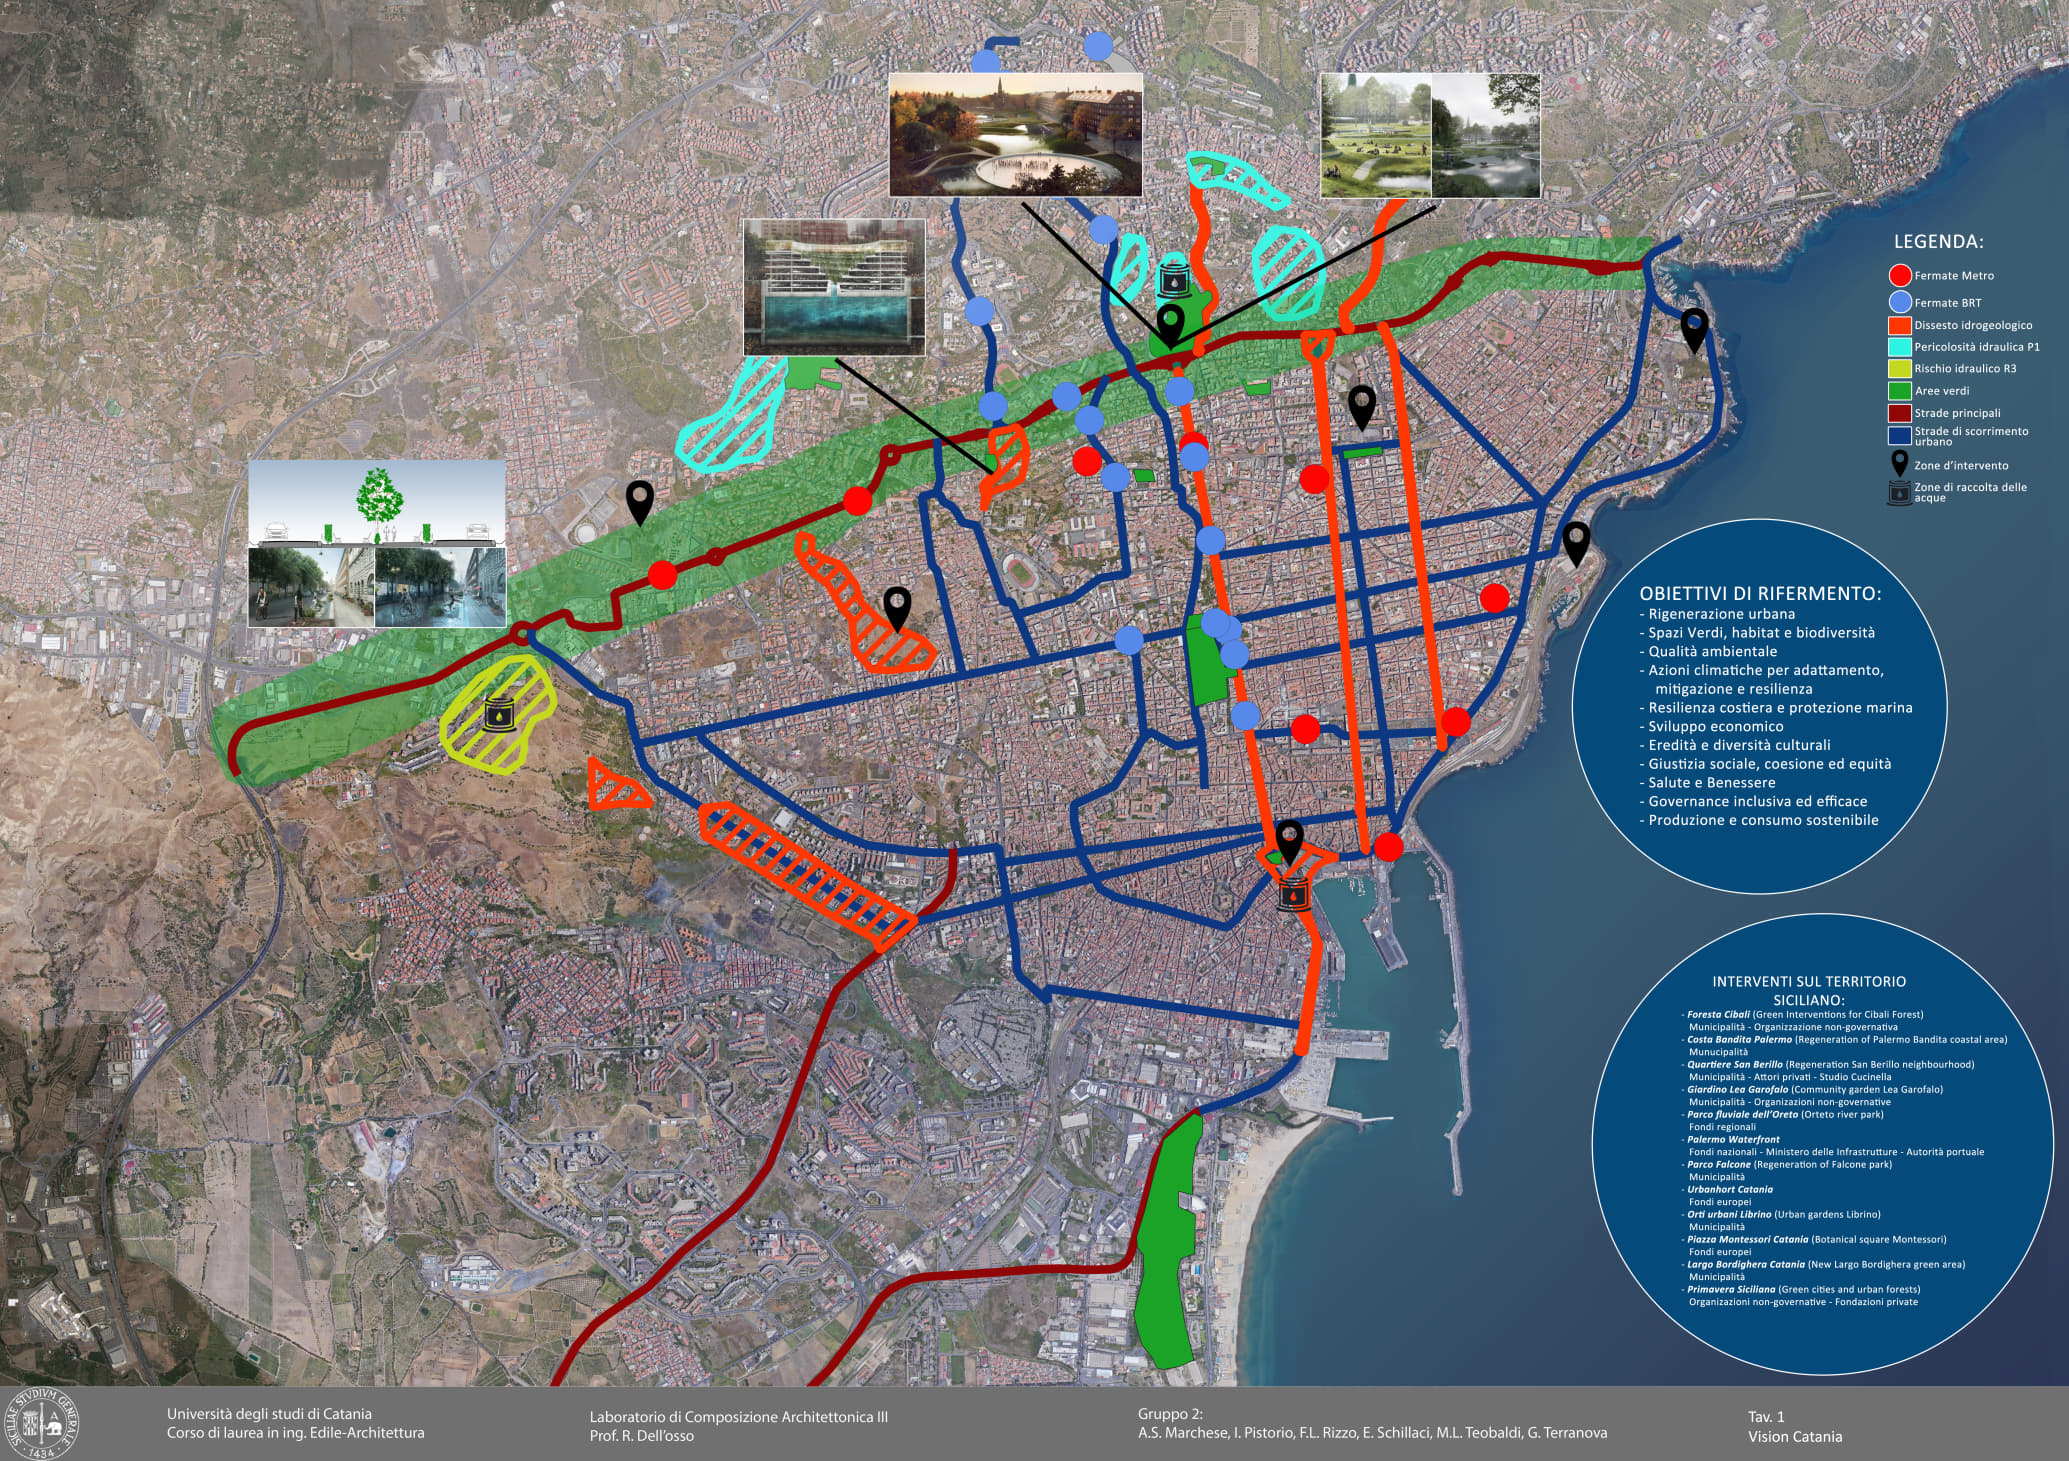 LEGENDA:
Fermate Metro
Fermate BRT
Dissesto idrogeologico
Pericolosità idraulica P1
Rischio idraulico R3
Aree verdi
Strade principali
Strade di scorrimento
urbano
Zone d'intervento
Zone di raccolta delle
acque
OBIETTIVI DI RIFERMENTO:
- Rigenerazione urbana
- Spazi Verdi, habitat e biodiversità
- Qualità ambientale
- Azioni climatiche per adattamento,
mitigazione e resilienza
- Resilienza costiera e protezione marina
- Sviluppo economico
- Eredità e diversità culturali
- Giustizia sociale, coesione ed equità
- Salute e Benessere
- Governance inclusiva ed efficace
- Produzione e consumo sostenibile
INTERVENTI SUL TERRITORIO
SICILIANO:
- Foresta Cibali (Green Interventions for Cibali Forest)
Municipalità - Organizzazione non-governativa
- Costa Bandita Palermo (Regeneration of Palermo Bandita coastal area)
Munucipalità
- Quartiere San Berillo (Regeneration San Berillo neighbourhood)
Municipalità - Attori privati - Studio Cucinella
- Giardino Lea Garofalo (Community garden Lea Garofalo)
Municipalità - Organizzazioni non-governative
- Parco fluviale dell'Oreto (Orteto river park)
Fondi regionali
- Palermo Waterfront
Fondi nazionali - Ministero delle Infrastrutture - Autorità portuale
- Parco Falcone (Regeneration of Falcone park)
Municipalità
- Urbanhort Catania
Fondi europei
- Orti urbani Librino (Urban gardens Librino)
Municipalità
- Piazza Montessori Catania (Botanical square Montessori)
Fondi europei
- Largo Bordighera Catania (New Largo Bordighera green area)
Municipalità
- Primavera Siciliana (Green cities and urban forests)
Organizazioni non-governative - Fondazioni private
SICILIAE STVDIVM GENERALE
1434
Università degli studi di Catania
Corso di laurea in ing. Edile-Architettura
Laboratorio di Composizione Architettonica III
Prof. R. Dell'osso
Gruppo 2:
A.S. Marchese, I. Pistorio, F.L. Rizzo, E. Schillaci, M.L. Teobaldi, G. Terranova
Tav. 1
Vision Catania